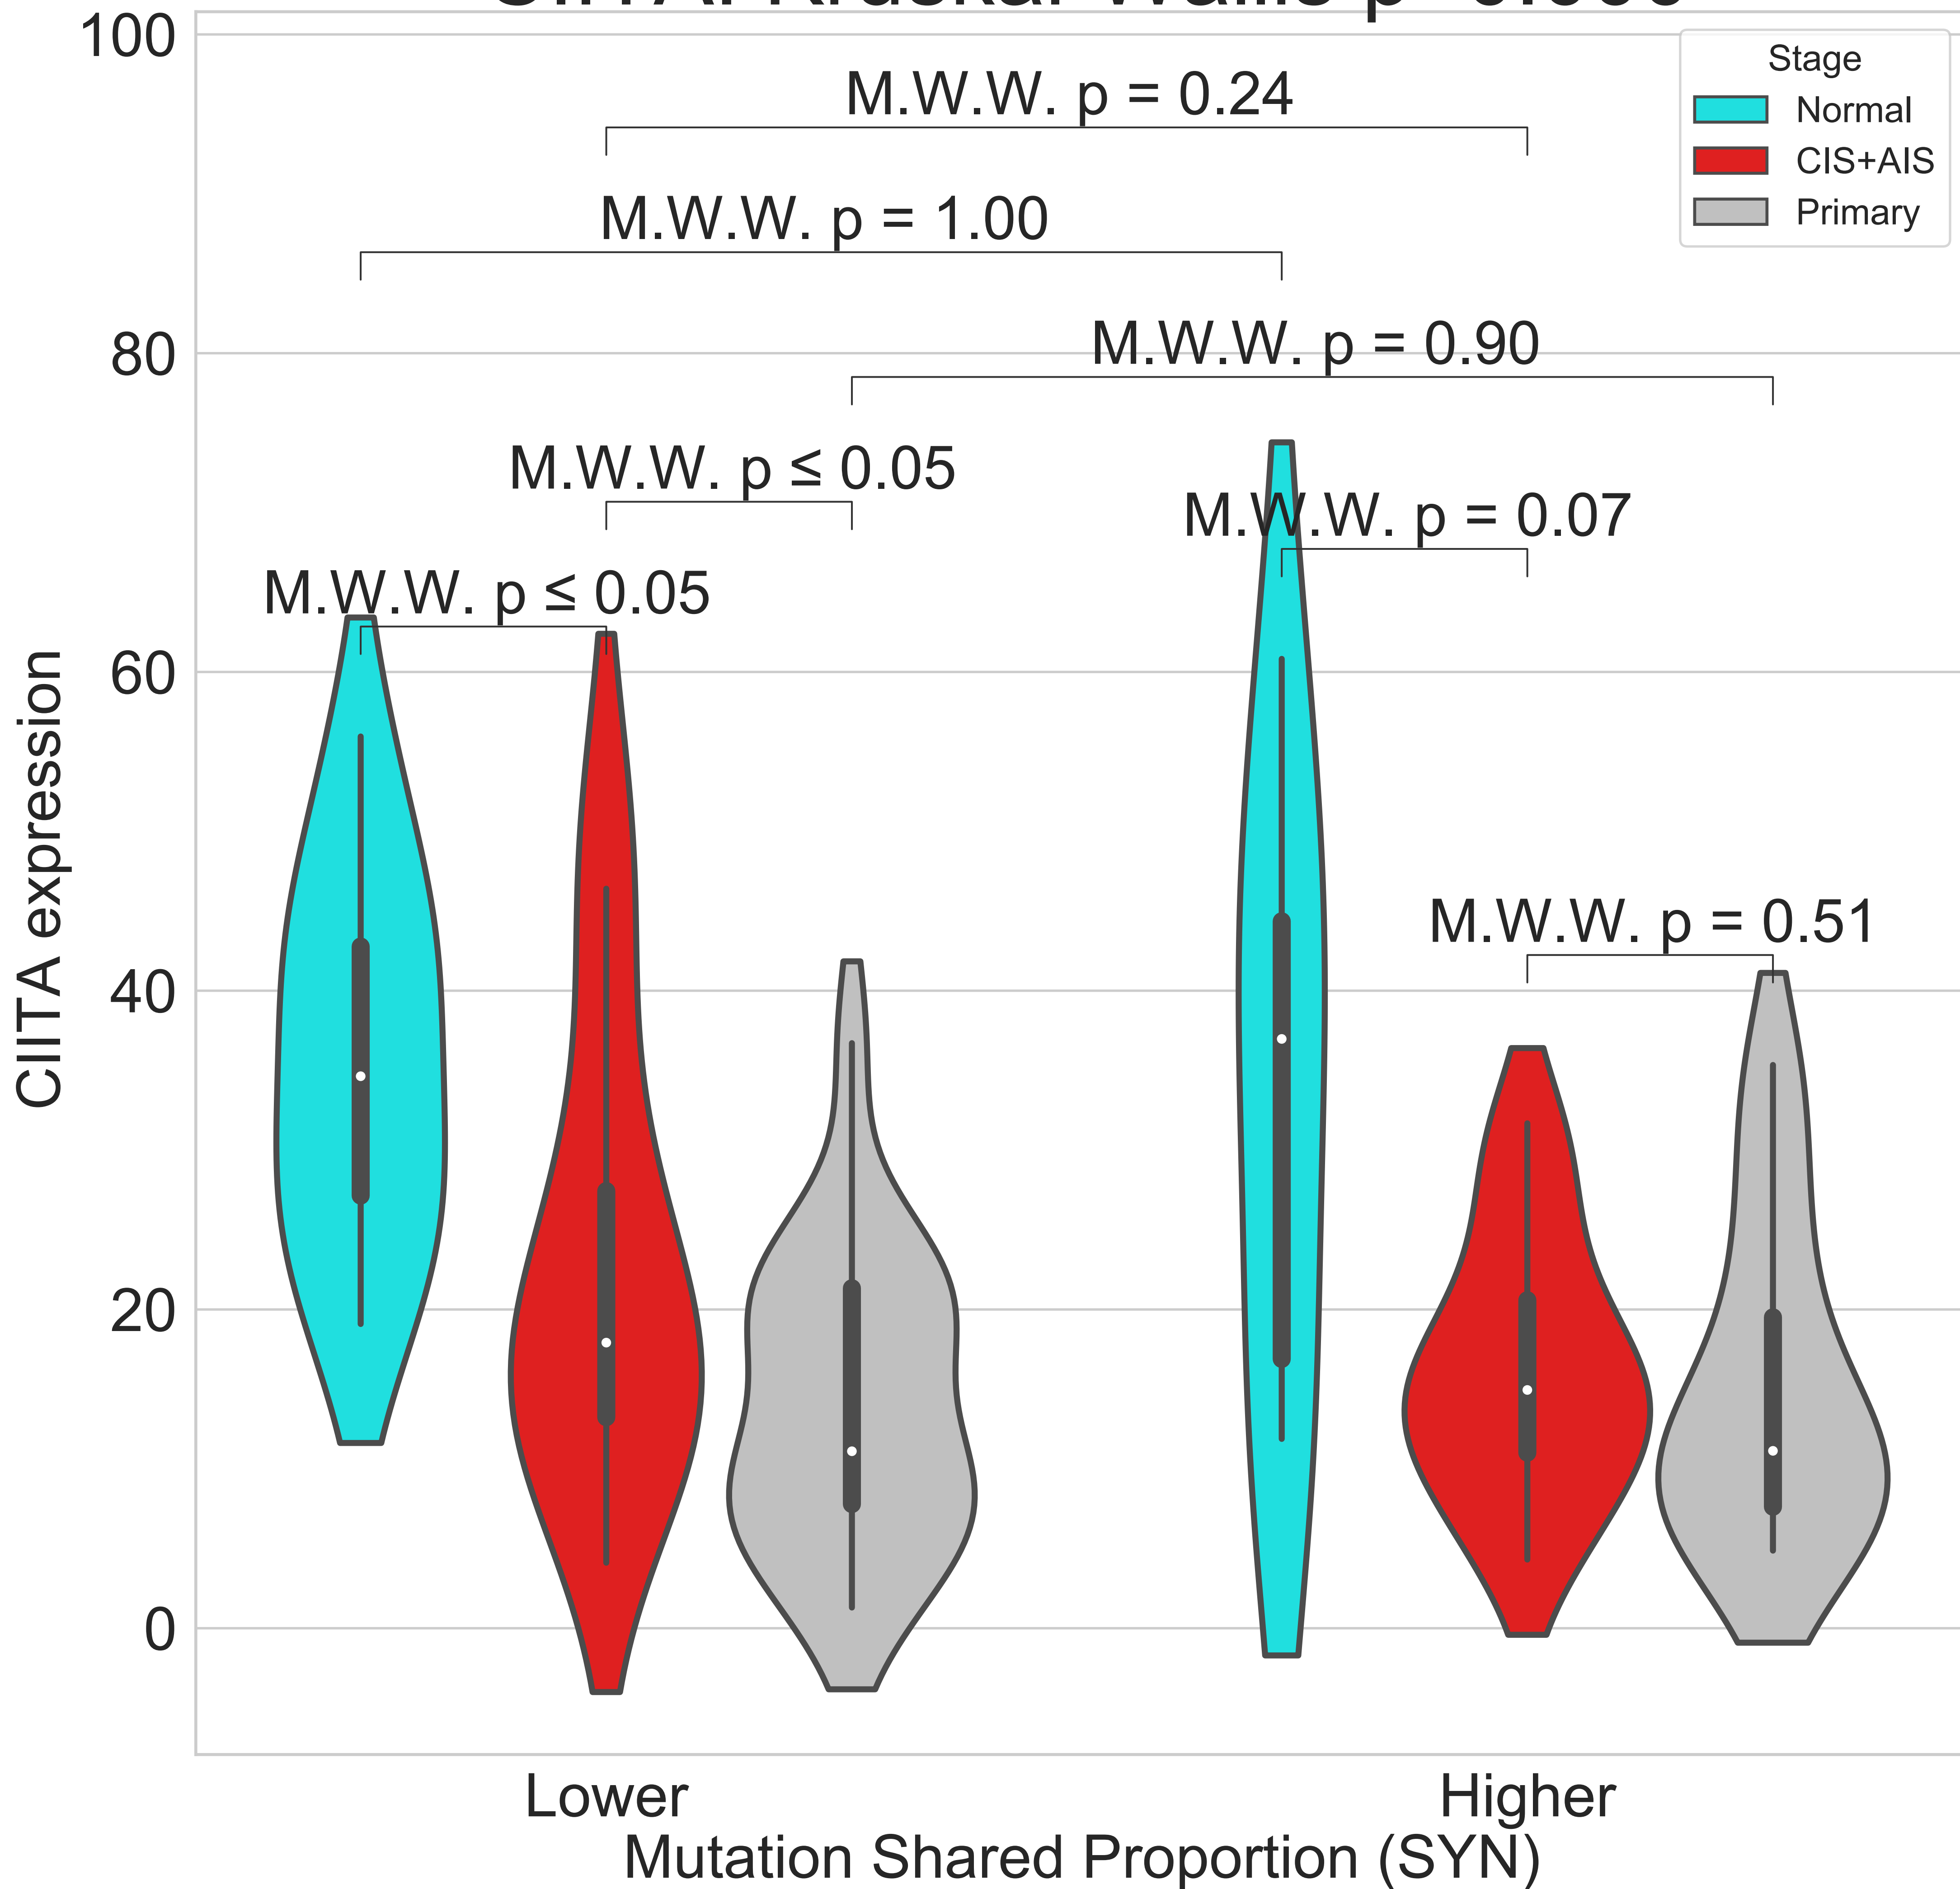 100
Stage
Normal
CIS+AIS
Primary
M.W.W. p = 0.24
M.W.W. p = 1.00
M.W.W. p = 0.90
80
M.W.W. p ≤ 0.05
M.W.W. p = 0.07
M.W.W. p ≤ 0.05
60
CIITA expression
M.W.W. p = 0.51
40
20
0
Lower
Higher
Mutation Shared Proportion (SYN)